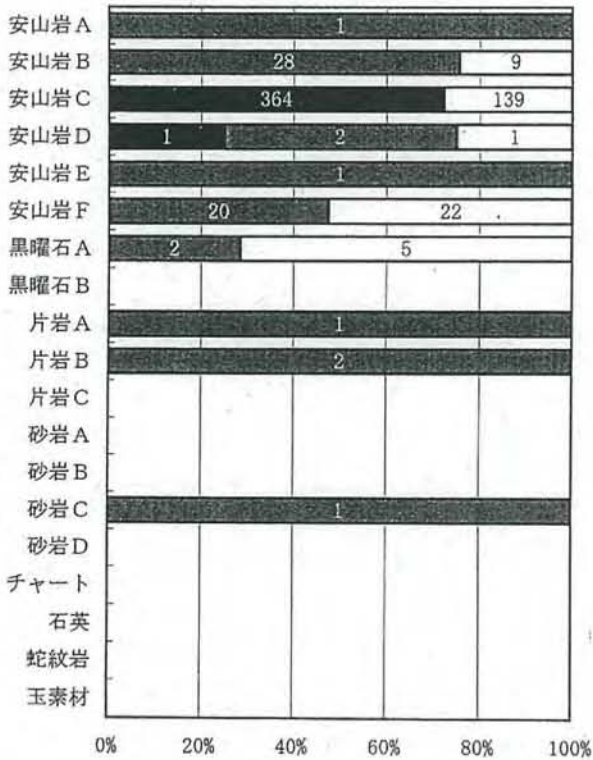 安山岩A 1
安山岩B 28 9
安山岩C 364 139
安山岩D 1 2 1
安山岩E 1
安山岩F 20 22
黒曜石A 2 5
黒曜石B
片岩A 1
片岩B 2
片岩C
砂岩A
砂岩B
砂岩C 1
砂岩D
チャート
石英
蛇紋岩
玉素材
0% 20% 40% 60% 80% 100%